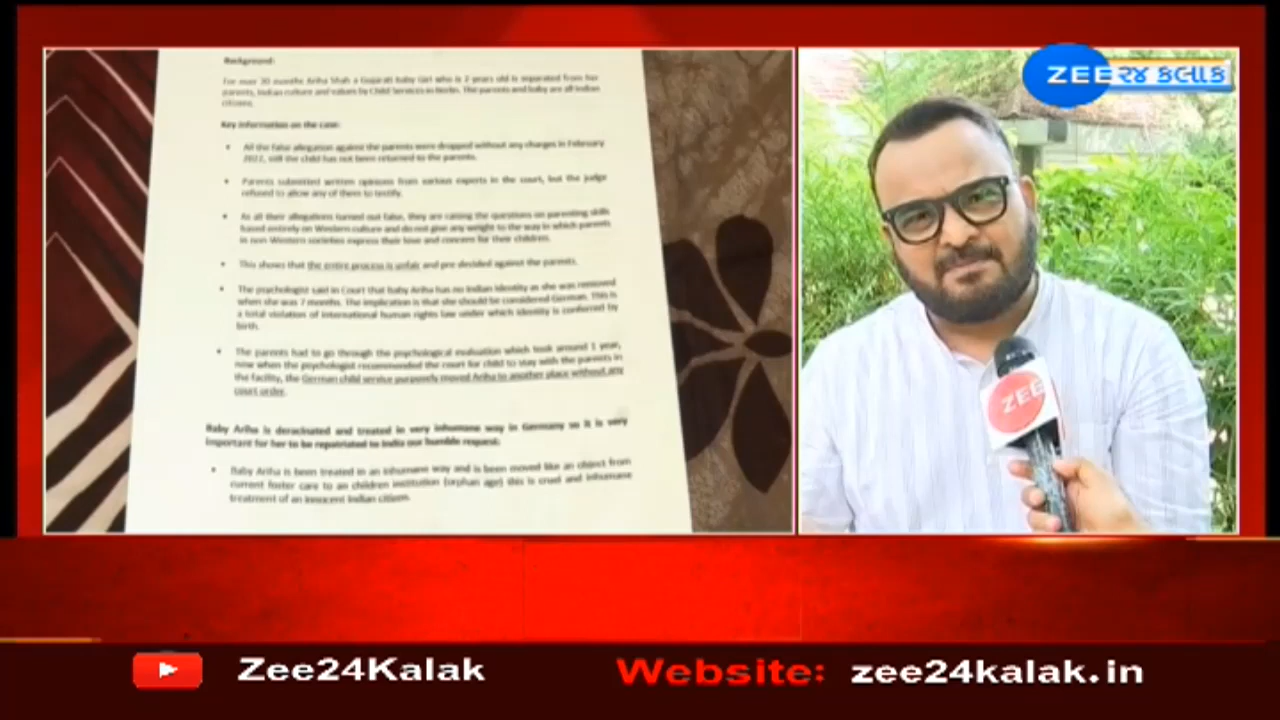 Background:
For over 20 months Ariha Shah a Gujarati Baby Girl who is 2 years old is separated from her
parents, Indian culture and values by Child Services in Berlin. The parents and baby are all Indian
citizens.
Key information on the case:
• All the false allegation against the parents were dropped without any charges in February
2022, still the child has not been returned to the parents.
• Parents submitted written opinions from various experts in the court, but the judge
refused to allow any of them to testify.
• As all their allegations turned out false, they are raising the questions on parenting skills
based entirely on Western culture and do not give any weight to the way in which parents
in non Western societies express their love and concern for their children.
• This shows that the entire process is unfair and pre decided against the parents.
• The psychologist said in Court that baby Ariha has no Indian identity as she was removed
when she was 7 months. The implication is that she should be considered German. This is
a total violation of international human rights law under which identity is conferred by
birth.
• The parents had to go through the psychological evaluation which took around 1 year,
now when the psychologist recommended the court for child to stay with the parents in
the facility, the German child service purposely moved Ariha to another place without any
court order.
Baby Ariha is deracinated and treated in very inhumane way in Germany so it is very
important for her to be repatriated to India our humble request:
• Baby Ariha is been treated in an inhumane way and is been moved like an object from
current foster care to an children institution (orphan age) this is cruel and inhumane
treatment of an innocent Indian citizen.
ZEE ૨૪ કલાક
ZEE
Zee24Kalak
Website: zee24kalak.in